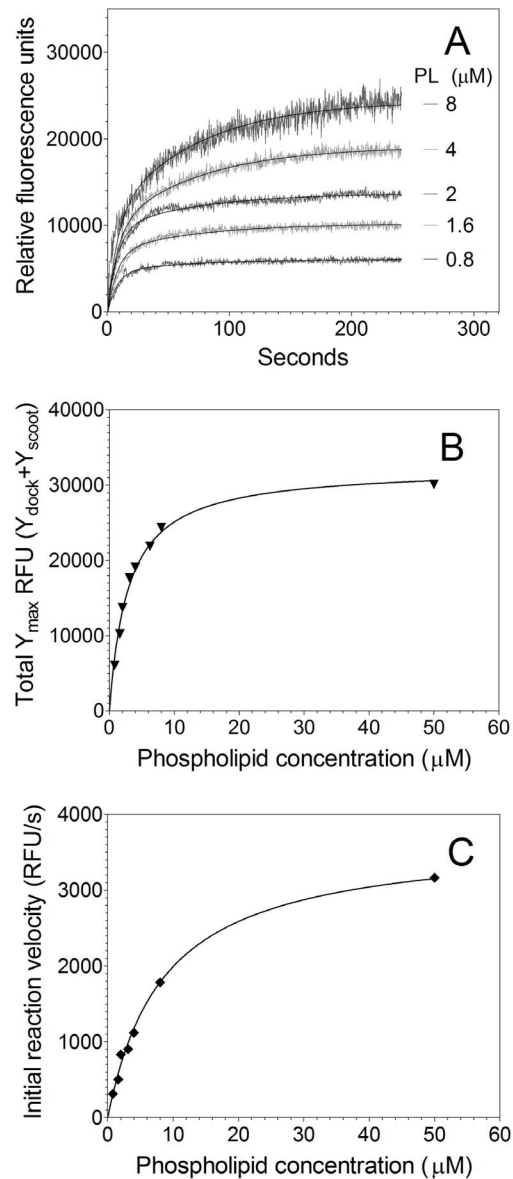 A
PL (μM)
8
4
2
1.6
0.8
30000
20000
10000
0
0 100 200 300
Seconds
Relative fluorescence units
B
40000
30000
20000
10000
0
0 10 20 30 40 50 60
Phospholipid concentration (μM)
Total Ymax RFU (Ydock+Yscoot)
C
4000
3000
2000
1000
0
0 10 20 30 40 50 60
Phospholipid concentration (μM)
Initial reaction velocity (RFU/s)